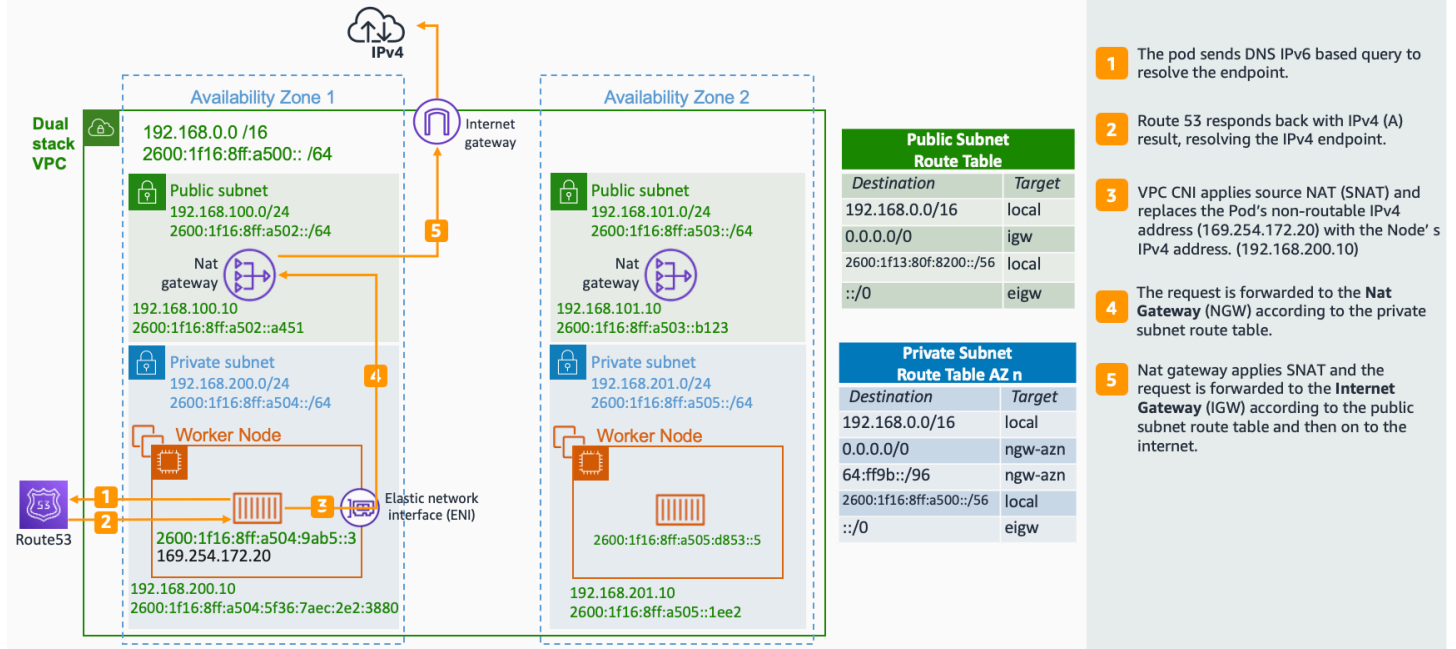 IPv4
Availability Zone 1
Availability Zone 2
Dual
stack
VPC
192.168.0.0 /16
2600:1f16:8ff:a500:: /64
Internet
gateway
Public subnet
192.168.100.0/24
2600:1f16:8ff:a502::/64
5
Nat
gateway
192.168.100.10
2600:1f16:8ff:a502::a451
Public subnet
192.168.101.0/24
2600:1f16:8ff:a503::/64
Nat
gateway
192.168.101.10
2600:1f16:8ff:a503::b123
Private subnet
192.168.200.0/24
2600:1f16:8ff:a504::/64
4
Worker Node
Private subnet
192.168.201.0/24
2600:1f16:8ff:a505::/64
Worker Node
53
Route53
1
2
3
Elastic network
interface (ENI)
2600:1f16:8ff:a504:9ab5::3
169.254.172.20
192.168.200.10
2600:1f16:8ff:a504:5f36:7aec:2e2:3880
2600:1f16:8ff:a505:d853::5
192.168.201.10
2600:1f16:8ff:a505::1ee2
Public Subnet
Route Table
Destination Target
192.168.0.0/16 local
0.0.0.0/0 igw
2600:1f13:80f:8200::/56 local
::/0 eigw
Private Subnet
Route Table AZ n
Destination Target
192.168.0.0/16 local
0.0.0.0/0 ngw-azn
64:ff9b::/96 ngw-azn
2600:1f16:8ff:a500::/56 local
::/0 eigw
1 The pod sends DNS IPv6 based query to
resolve the endpoint.
2 Route 53 responds back with IPv4 (A)
result, resolving the IPv4 endpoint.
3 VPC CNI applies source NAT (SNAT) and
replaces the Pod's non-routable IPv4
address (169.254.172.20) with the Node' s
IPv4 address. (192.168.200.10)
4 The request is forwarded to the Nat
Gateway (NGW) according to the private
subnet route table.
5 Nat gateway applies SNAT and the
request is forwarded to the Internet
Gateway (IGW) according to the public
subnet route table and then on to the
internet.